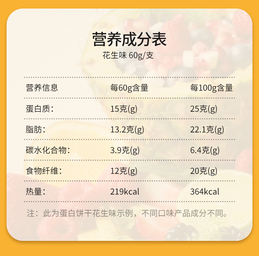 营养成分表
花生味 60g/支
营养信息 每60g含量 每100g含量
蛋白质: 15克(g) 25克(g)
脂肪: 13.2克(g) 22.1克(g)
碳水化合物: 3.9克(g) 6.4克(g)
食物纤维: 12克(g) 20克(g)
热量: 219kcal 364kcal
注：此为蛋白饼干花生味示例，不同口味产品成分不同。